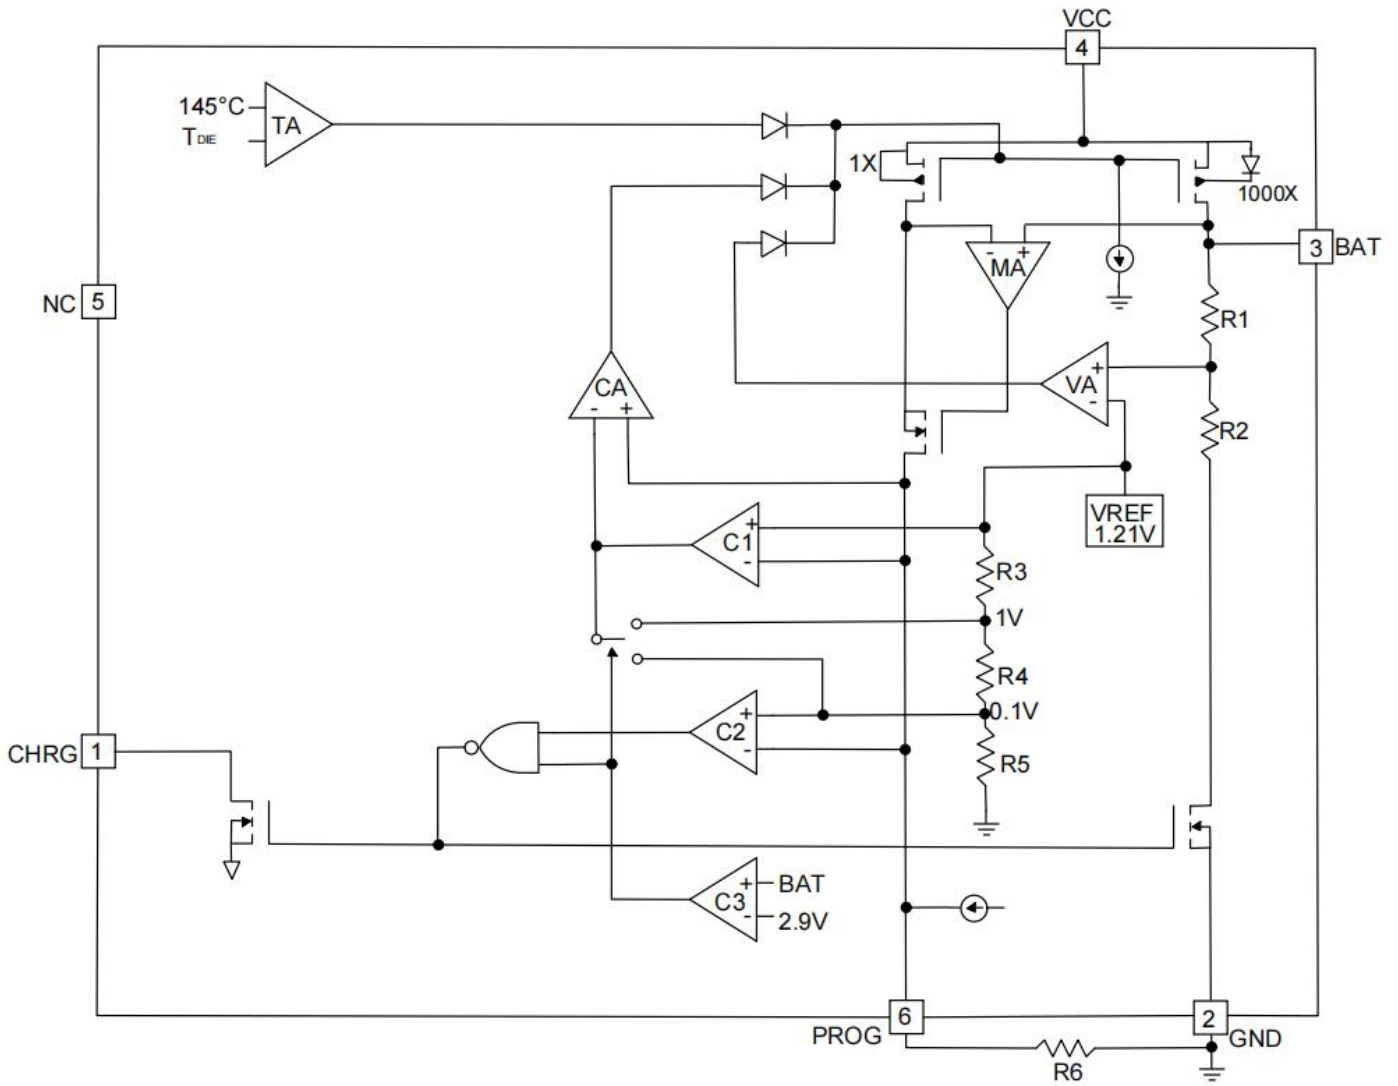 VCC
4
145°C
TDIE
TA
1X
1000X
- +
MA
3 BAT
NC 5
R1
CA
- +
VA
+
-
R2
VREF
1.21V
C1
+
-
R3
1V
R4
0.1V
C2
+
-
R5
CHRG 1
C3
+ BAT
- 2.9V
PROG 6
2 GND
R6